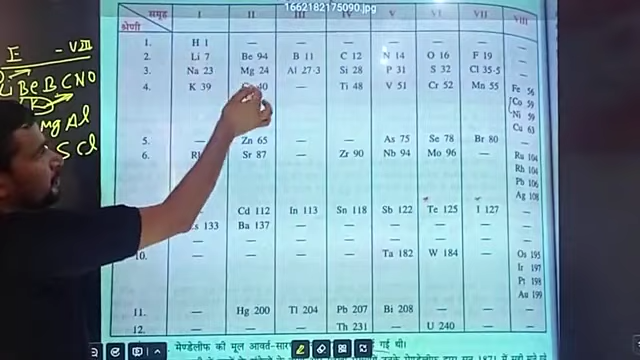 1662182175090.jpg
समूह I II III IV V VI VII VIII
श्रेणी
1. H 1 — — — — — — —
2. Li 7 Be 94 B 11 C 12 N 14 O 16 F 19 —
3. Na 23 Mg 24 Al 27·3 Si 28 P 31 S 32 Cl 35·5 —
4. K 39 40 — Ti 48 V 51 Cr 52 Mn 55 Fe 56
Co 59
Ni 59
Cu 63
5. — Zn 65 — — As 75 Se 78 Br 80 —
6. Sr 87 — Zr 90 Nb 94 Mo 96 — Ru 104
Rh 104
Pb 106
Ag 108
Cd 112 In 113 Sn 118 Sb 122 Te 125 I 127 —
133 Ba 137 — — — — — —
— — — — — — —
10. — — — Ta 182 W 184 — Os 195
Ir 197
Pt 198
Au 199
11. — Hg 200 Tl 204 Pb 207 Bi 208 — — —
12. — — — Th 231 — U 240 — —
मेण्डेलीफ की मूल आवर्त-सार गई थी।
I - VIII
Be B C N O
Mg Al
S Cl